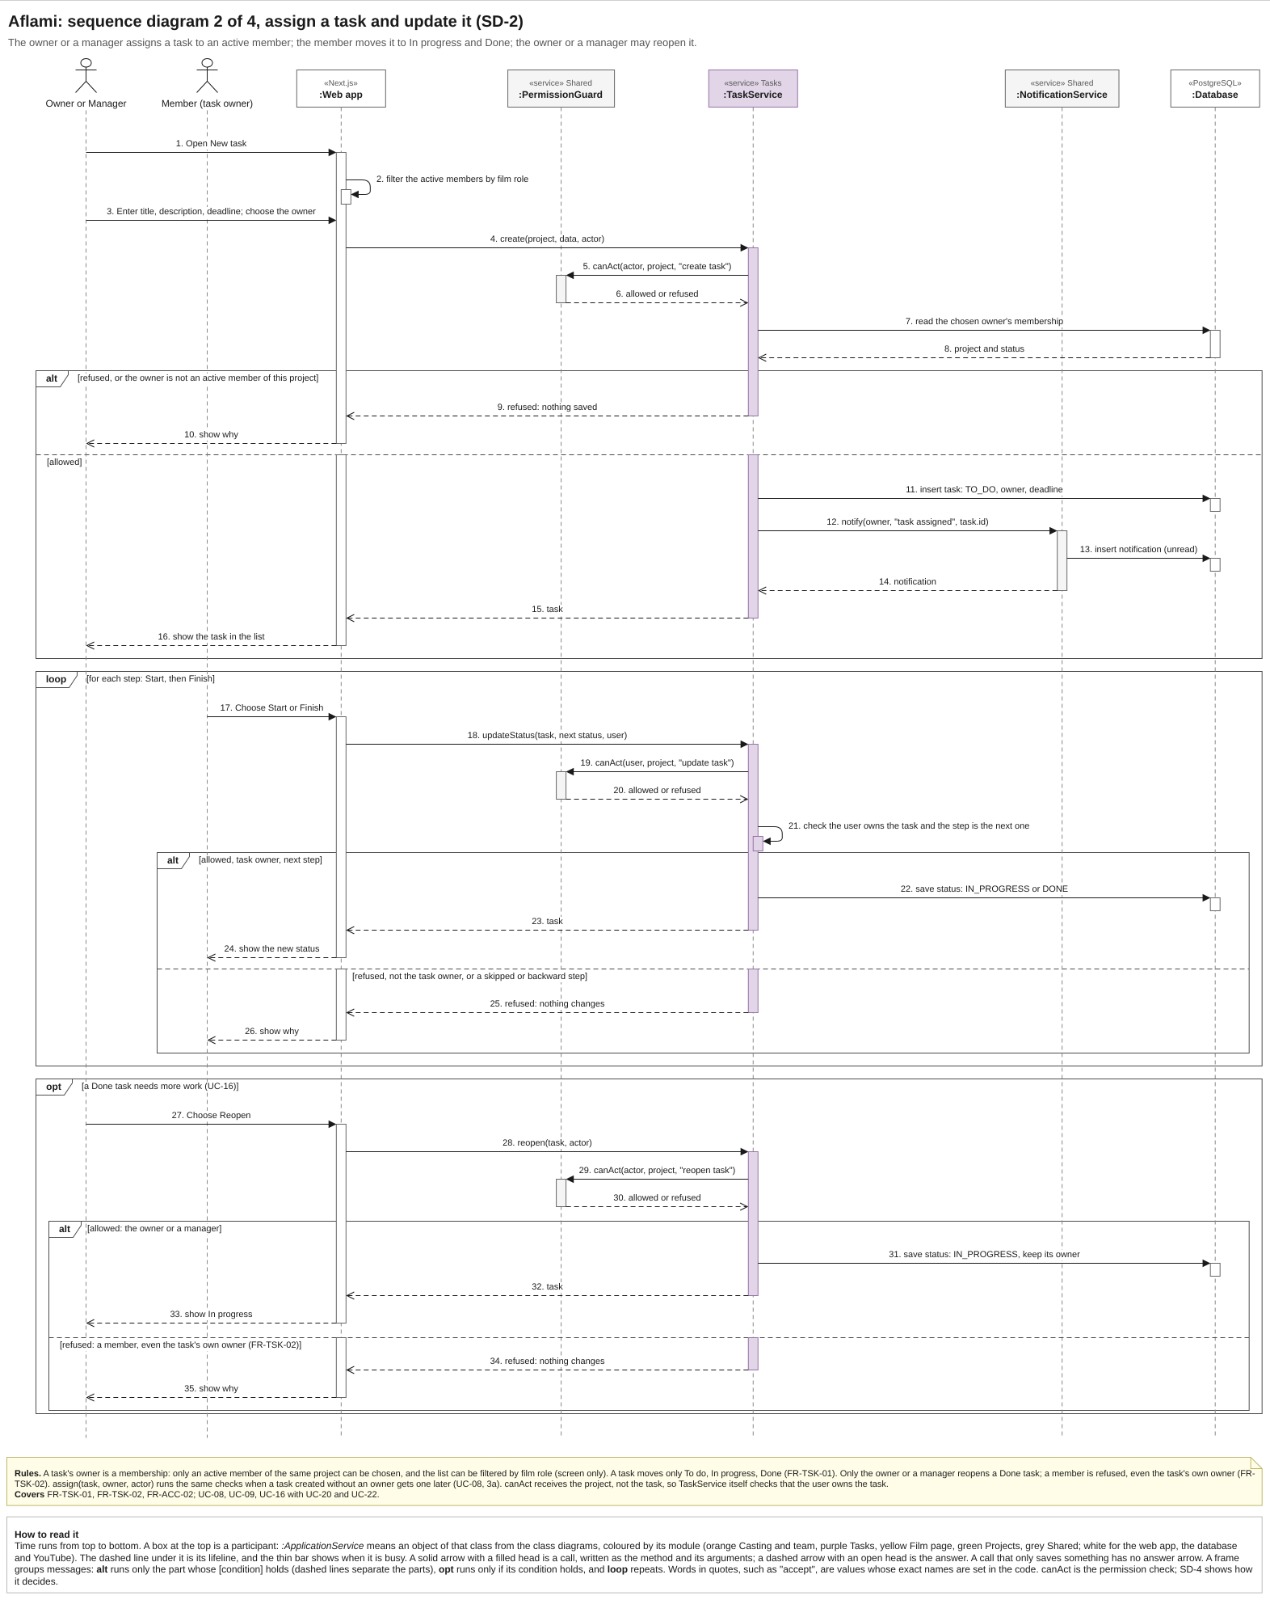 Aflami: sequence diagram 2 of 4, assign a task and update it (SD-2)
The owner or a manager assigns a task to an active member; the member moves it to In progress and Done; the owner or a manager may reopen it.
Owner or Manager
Member (task owner)
«Next.js»
:Web app
«service» Shared
:PermissionGuard
«service» Tasks
:TaskService
«service» Shared
:NotificationService
«PostgreSQL»
:Database
1. Open New task
2. filter the active members by film role
3. Enter title, description, deadline; choose the owner
4. create(project, data, actor)
5. canAct(actor, project, "create task")
6. allowed or refused
7. read the chosen owner's membership
8. project and status
alt [refused, or the owner is not an active member of this project]
9. refused: nothing saved
10. show why
[allowed]
11. insert task: TO_DO, owner, deadline
12. notify(owner, "task assigned", task.id)
13. insert notification (unread)
14. notification
15. task
16. show the task in the list
loop [for each step: Start, then Finish]
17. Choose Start or Finish
18. updateStatus(task, next status, user)
19. canAct(user, project, "update task")
20. allowed or refused
21. check the user owns the task and the step is the next one
alt [allowed, task owner, next step]
22. save status: IN_PROGRESS or DONE
23. task
24. show the new status
[refused, not the task owner, or a skipped or backward step]
25. refused: nothing changes
26. show why
opt [a Done task needs more work (UC-16)]
27. Choose Reopen
28. reopen(task, actor)
29. canAct(actor, project, "reopen task")
30. allowed or refused
alt [allowed: the owner or a manager]
31. save status: IN_PROGRESS, keep its owner
32. task
33. show In progress
[refused: a member, even the task's own owner (FR-TSK-02)]
34. refused: nothing changes
35. show why
Rules. A task's owner is a membership: only an active member of the same project can be chosen, and the list can be filtered by film role (screen only). A task moves only To do, In progress, Done (FR-TSK-01). Only the owner or a manager reopens a Done task; a member is refused, even the task's own owner (FR-
TSK-02). assign(task, owner, actor) runs the same checks when a task created without an owner gets one later (UC-08, 3a). canAct receives the project, not the task, so TaskService itself checks that the user owns the task.
Covers FR-TSK-01, FR-TSK-02, FR-ACC-02; UC-08, UC-09, UC-16 with UC-20 and UC-22.
How to read it
Time runs from top to bottom. A box at the top is a participant: :ApplicationService means an object of that class from the class diagrams, coloured by its module (orange Casting and team, purple Tasks, yellow Film Page, green Projects, grey Shared; white for the web app, the database
and YouTube). The dashed line under it is its lifeline, and the thin bar shows when it is busy. A solid arrow with a filled head is a call, written as the method and its arguments; a dashed arrow with an open head is the answer. A call that only saves something has no answer arrow. A frame
groups messages: alt runs only the part whose [condition] holds (dashed lines separate the parts), opt runs only if its condition holds, and loop repeats. Words in quotes, such as "accept", are values whose exact names are set in the code. canAct is the permission check; SD-4 shows how
it decides.